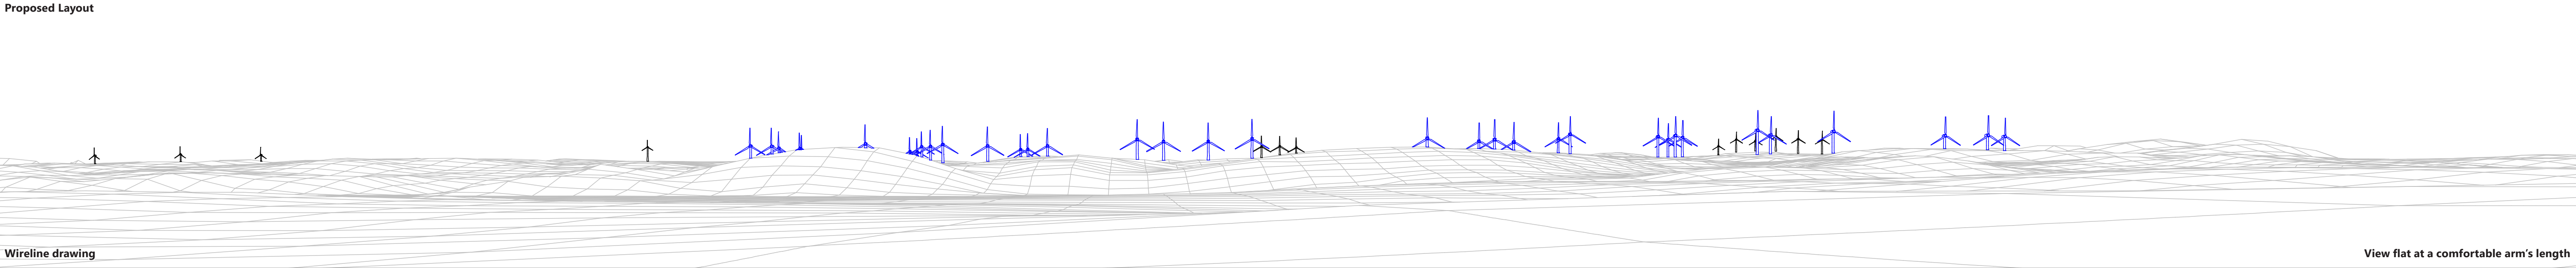 Proposed Layout
Wireline drawing
View flat at a comfortable arm's length